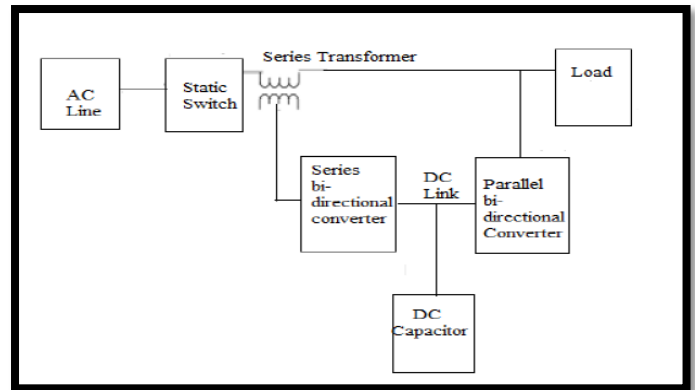 Series Transformer
AC
Line
Static
Switch
Load
Series
bi-
directional
converter
DC
Link
Parallel
bi-
directional
Converter
DC
Capacitor